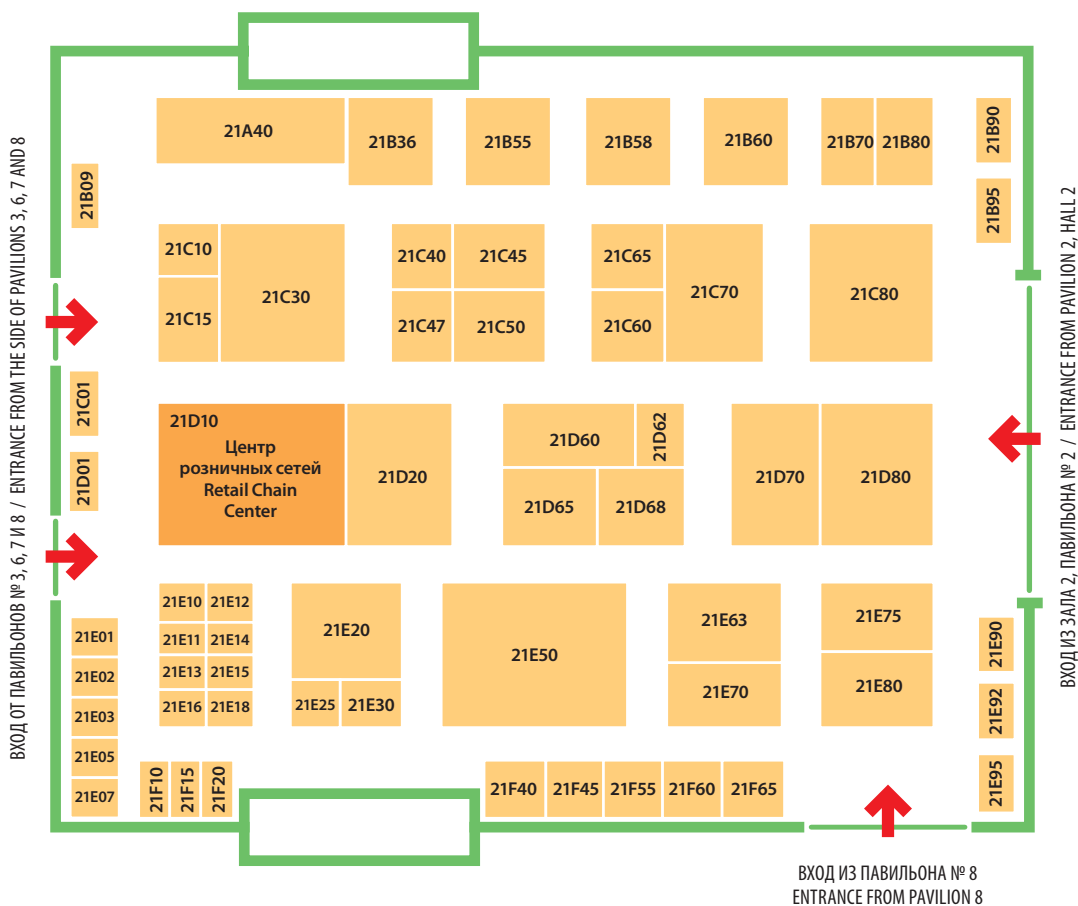 21A40
21B36
21B55
21B58
21B60
21B70
21B80
21B90
21B09
21B95
21C10
21C30
21C40
21C45
21C65
21C70
21C80
21C15
21C47
21C50
21C60
21C01
21D10
Центр
розничных сетей
Retail Chain
Center
21D20
21D60
21D62
21D70
21D80
21D01
21D65
21D68
21E10
21E12
21E20
21E50
21E63
21E75
21E01
21E11
21E14
21E90
21E02
21E13
21E15
21E70
21E80
21E03
21E16
21E18
21E25
21E30
21E92
21E05
21E07
21F10
21F15
21F20
21F40
21F45
21F55
21F60
21F65
21E95
ВХОД ОТ ПАВИЛЬОНОВ № 3, 6, 7 И 8 / ENTRANCE FROM THE SIDE OF PAVILIONS 3, 6, 7 AND 8
ВХОД ИЗ ЗАЛА 2, ПАВИЛЬОНА № 2 / ENTRANCE FROM PAVILION 2, HALL 2
ВХОД ИЗ ПАВИЛЬОНА № 8
ENTRANCE FROM PAVILION 8